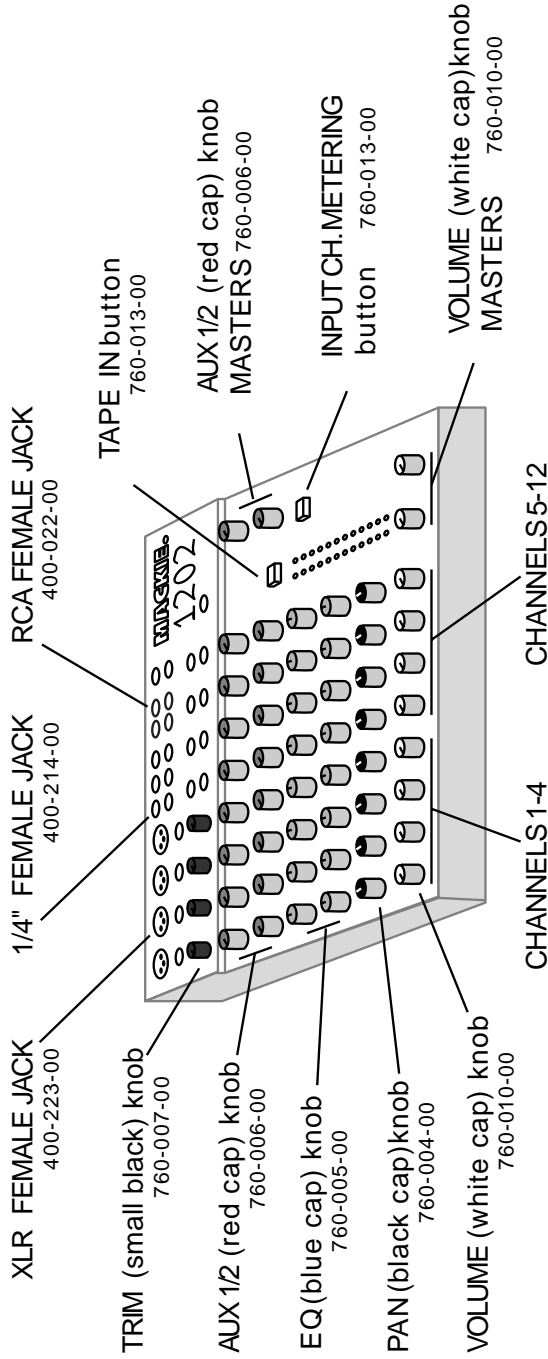 XLR FEMALE JACK
400-223-00
1/4" FEMALE JACK
400-214-00
RCA FEMALE JACK
400-022-00
TAPE IN button
760-013-00
AUX 1/2 (red cap) knob
MASTERS 760-006-00
INPUT CH. METERING
button 760-013-00
VOLUME (white cap) knob
MASTERS 760-010-00
TRIM (small black) knob
760-007-00
AUX 1/2 (red cap) knob
760-006-00
EQ (blue cap) knob
760-005-00
PAN (black cap) knob
760-004-00
VOLUME (white cap) knob
760-010-00
MACKIE.
1202
CHANNELS 1-4
CHANNELS 5-12